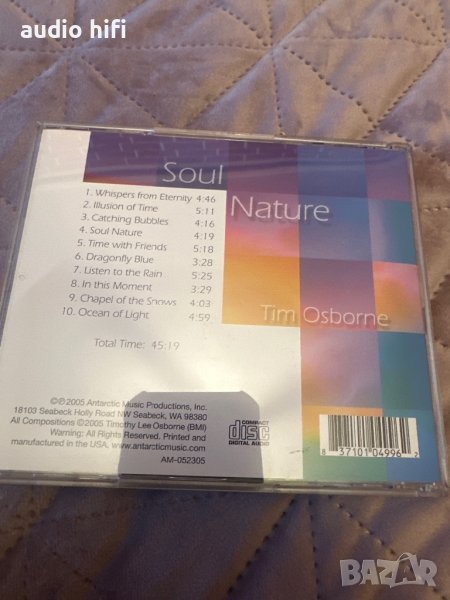 audio hifi
Soul
Nature
1. Whispers from Eternity 4:46
2. Illusion of Time 5:11
3. Catching Bubbles 4:16
4. Soul Nature 4:19
5. Time with Friends 5:18
6. Dragonfly Blue 3:28
7. Listen to the Rain 5:25
8. In this Moment 3:29
9. Chapel of the Snows 4:03
10. Ocean of Light 4:59
Tim Osborne
Total Time: 45:19
©℗2005 Antarctic Music Productions, Inc.
18103 Seabeck Holly Road NW Seabeck, WA 98380
All Compositions ©2005 Timothy Lee Osborne (BMI)
Warning: All Rights Reserved. Printed and
manufactured in the USA. www.antarcticmusic.com
AM-052305
COMPACT
disc
DIGITAL AUDIO
8 37101 04996 2
BAZAR